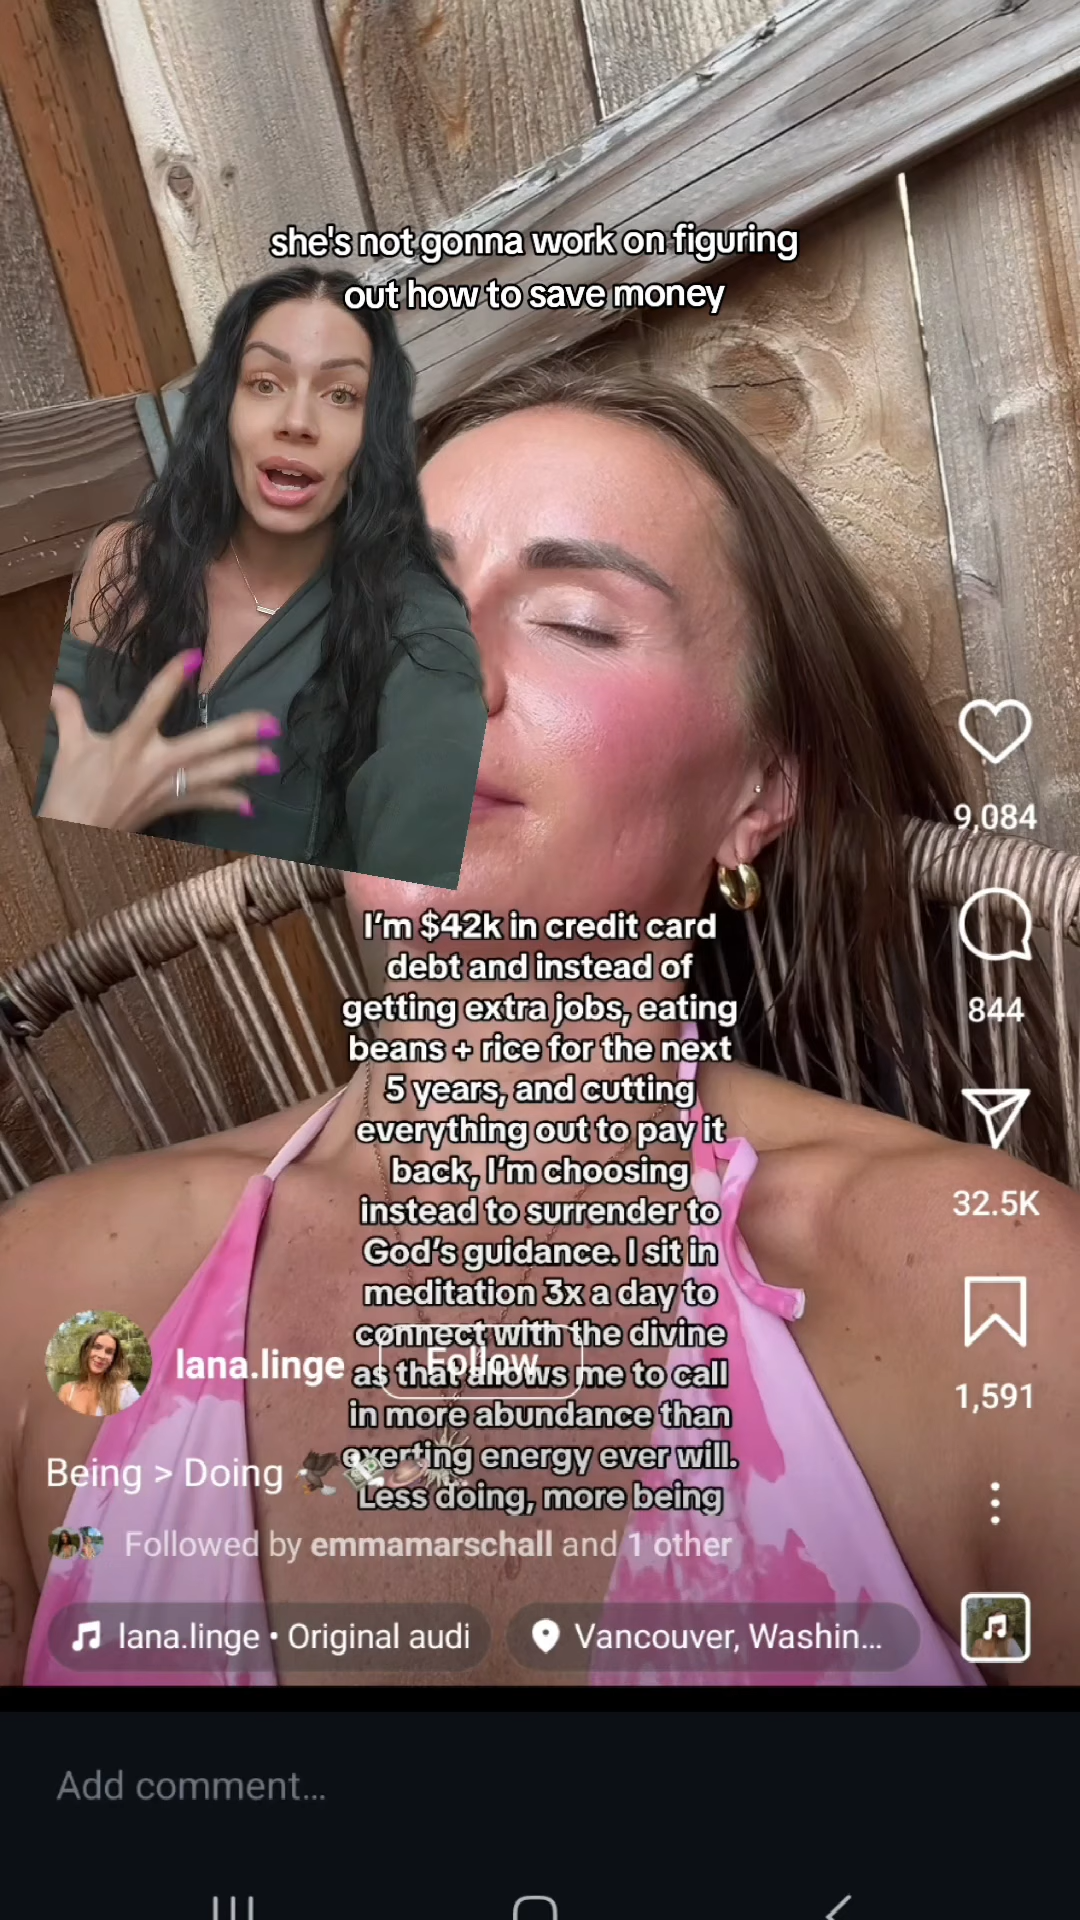 she's not gonna work on figuring
out how to save money
9,084
I'm $42k in credit card
debt and instead of
getting extra jobs, eating
beans + rice for the next
5 years, and cutting
everything out to pay it
back, I'm choosing
instead to surrender to
God's guidance. I sit in
meditation 3x a day to
connect with the divine
as that allows me to call
in more abundance than
exerting energy ever will.
Less doing, more being
844
32.5K
1,591
lana.linge
Follow
Being > Doing
Followed by emmamarschall and 1 other
lana.linge • Original audi
Vancouver, Washin...
Add comment...